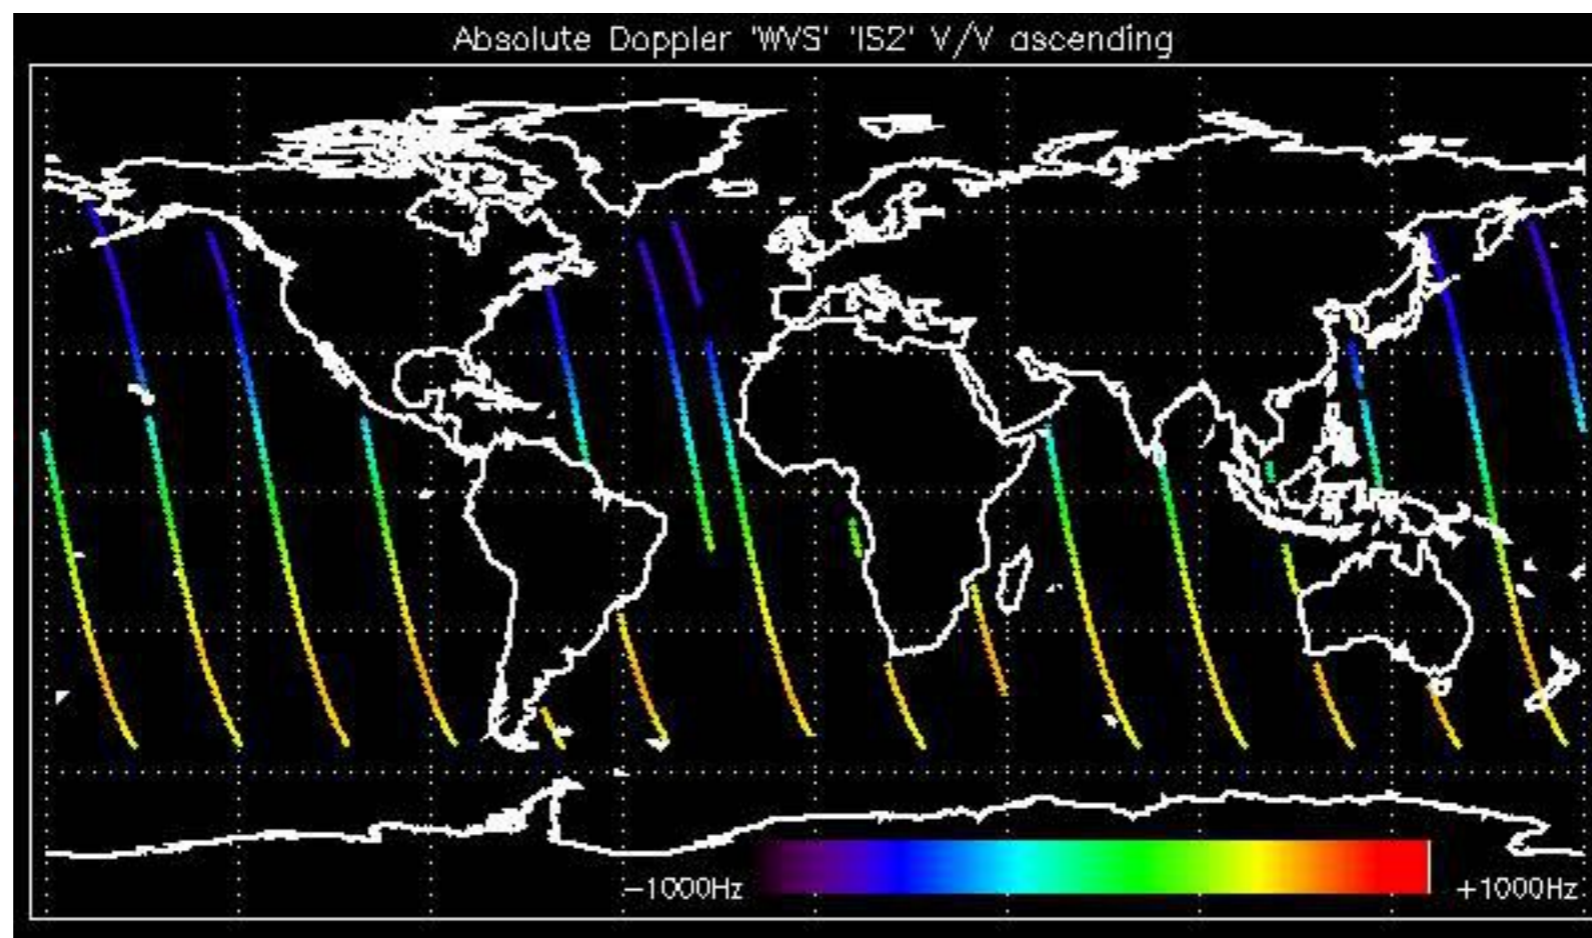 Absolute Doppler 'WVS' 'IS2' V/V ascending
-1000Hz +1000Hz